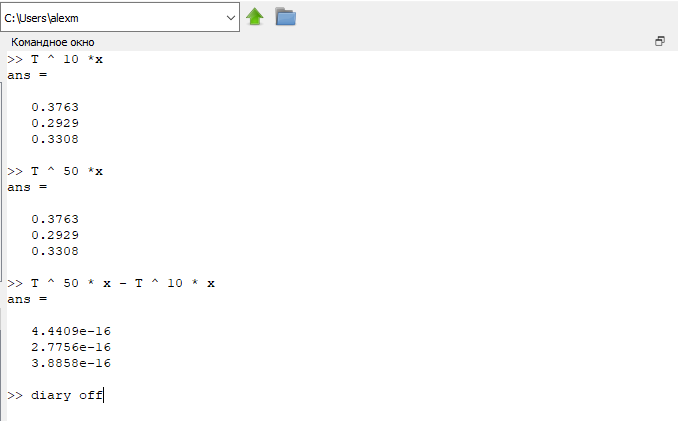 C:\Users\alexm
Командное окно
>> T ^ 10 *x
ans =
0.3763
0.2929
0.3308
>> T ^ 50 *x
ans =
0.3763
0.2929
0.3308
>> T ^ 50 * x - T ^ 10 * x
ans =
4.4409e-16
2.7756e-16
3.8858e-16
>> diary off